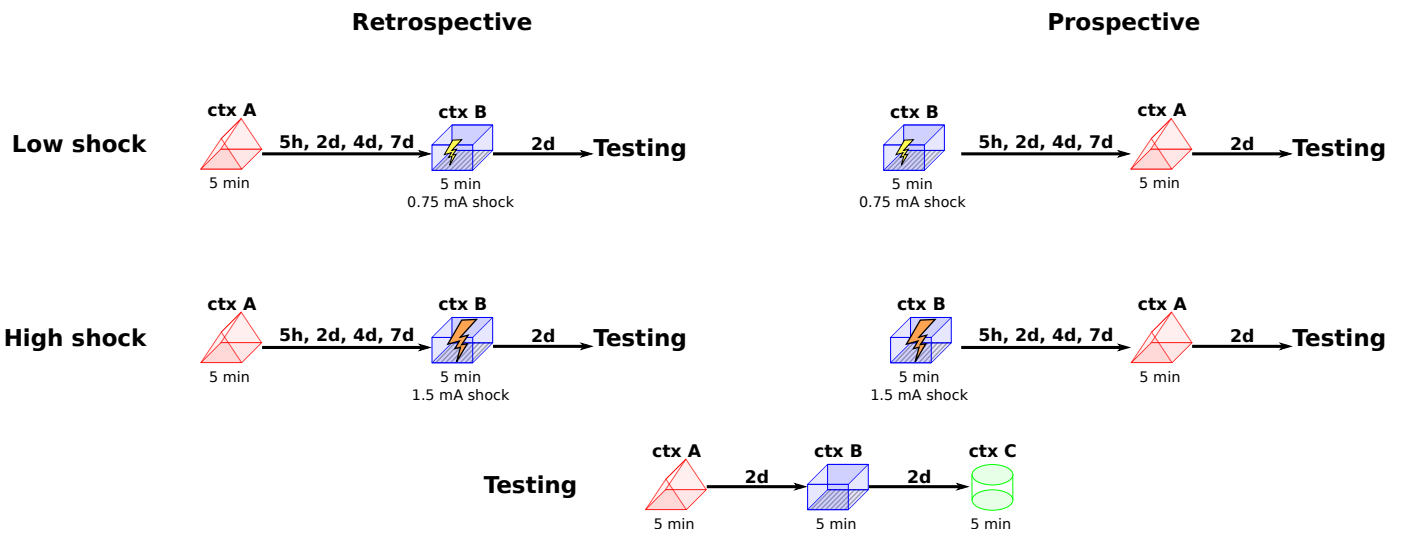 Retrospective
Prospective
Low shock
ctx A
5 min
5h, 2d, 4d, 7d
ctx B
5 min
0.75 mA shock
2d
Testing
ctx B
5 min
0.75 mA shock
5h, 2d, 4d, 7d
ctx A
5 min
2d
Testing
High shock
ctx A
5 min
5h, 2d, 4d, 7d
ctx B
5 min
1.5 mA shock
2d
Testing
ctx B
5 min
1.5 mA shock
5h, 2d, 4d, 7d
ctx A
5 min
2d
Testing
Testing
ctx A
5 min
2d
ctx B
5 min
2d
ctx C
5 min